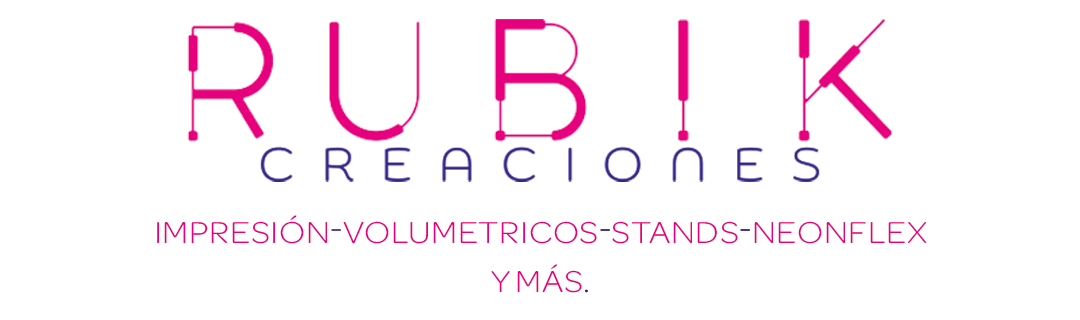 RUBIK
CREACIONES
IMPRESIÓN-VOLUMETRICOS-STANDS-NEONFLEX
Y MÁS.